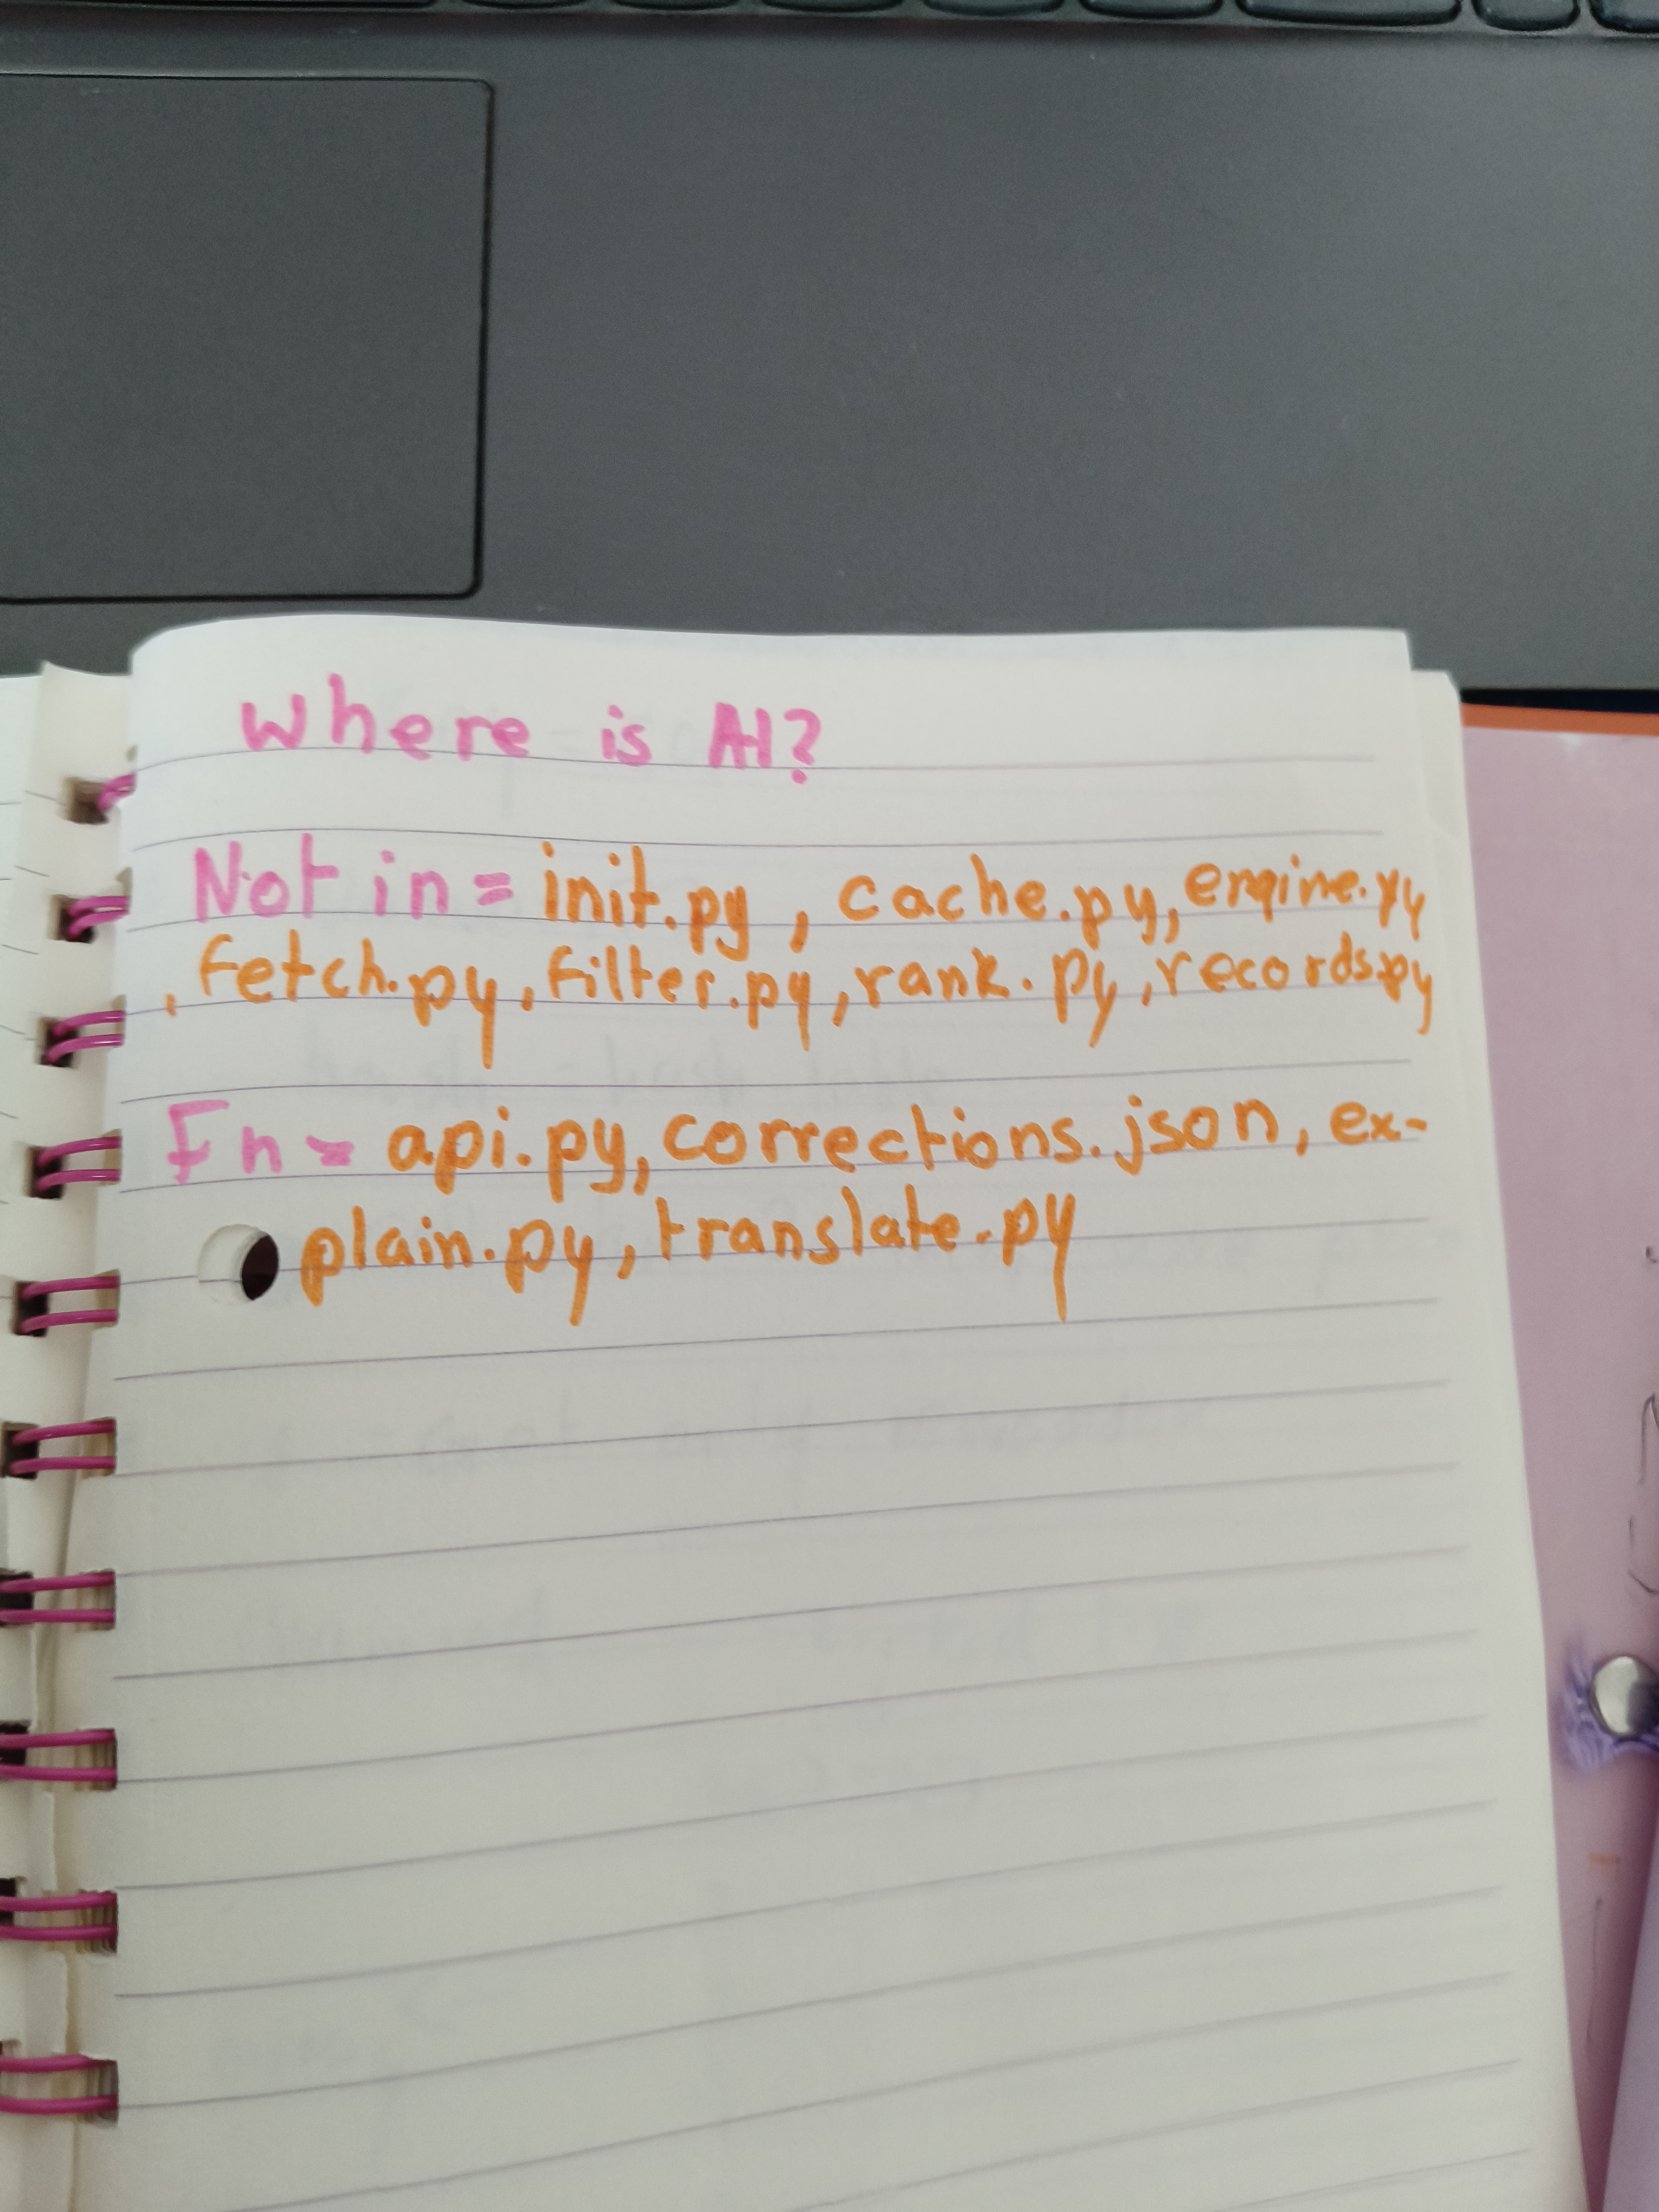 Where is AI?
Not in = init.py , cache.py, engine.py
, fetch.py, filter.py, rank.py, records.py
In = api.py, corrections.json, ex-
plain.py, translate.py